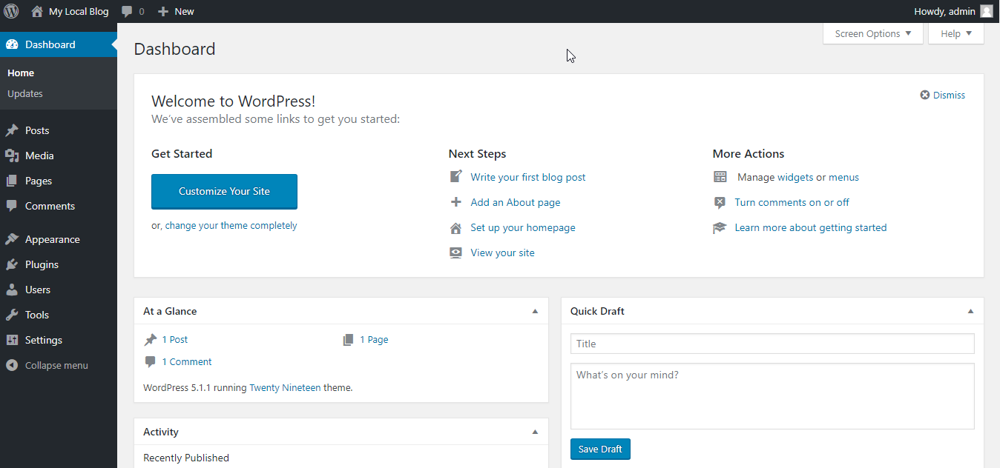 My Local Blog 0 New Howdy, admin
Screen Options Help
Dashboard
Home
Updates
Posts
Media
Pages
Comments
Appearance
Plugins
Users
Tools
Settings
Collapse menu
Dashboard
Welcome to WordPress!
We’ve assembled some links to get you started:
Dismiss
Get Started
Customize Your Site
or, change your theme completely
Next Steps
Write your first blog post
Add an About page
Set up your homepage
View your site
More Actions
Manage widgets or menus
Turn comments on or off
Learn more about getting started
At a Glance
1 Post
1 Page
1 Comment
WordPress 5.1.1 running Twenty Nineteen theme.
Activity
Recently Published
Quick Draft
Title
What’s on your mind?
Save Draft